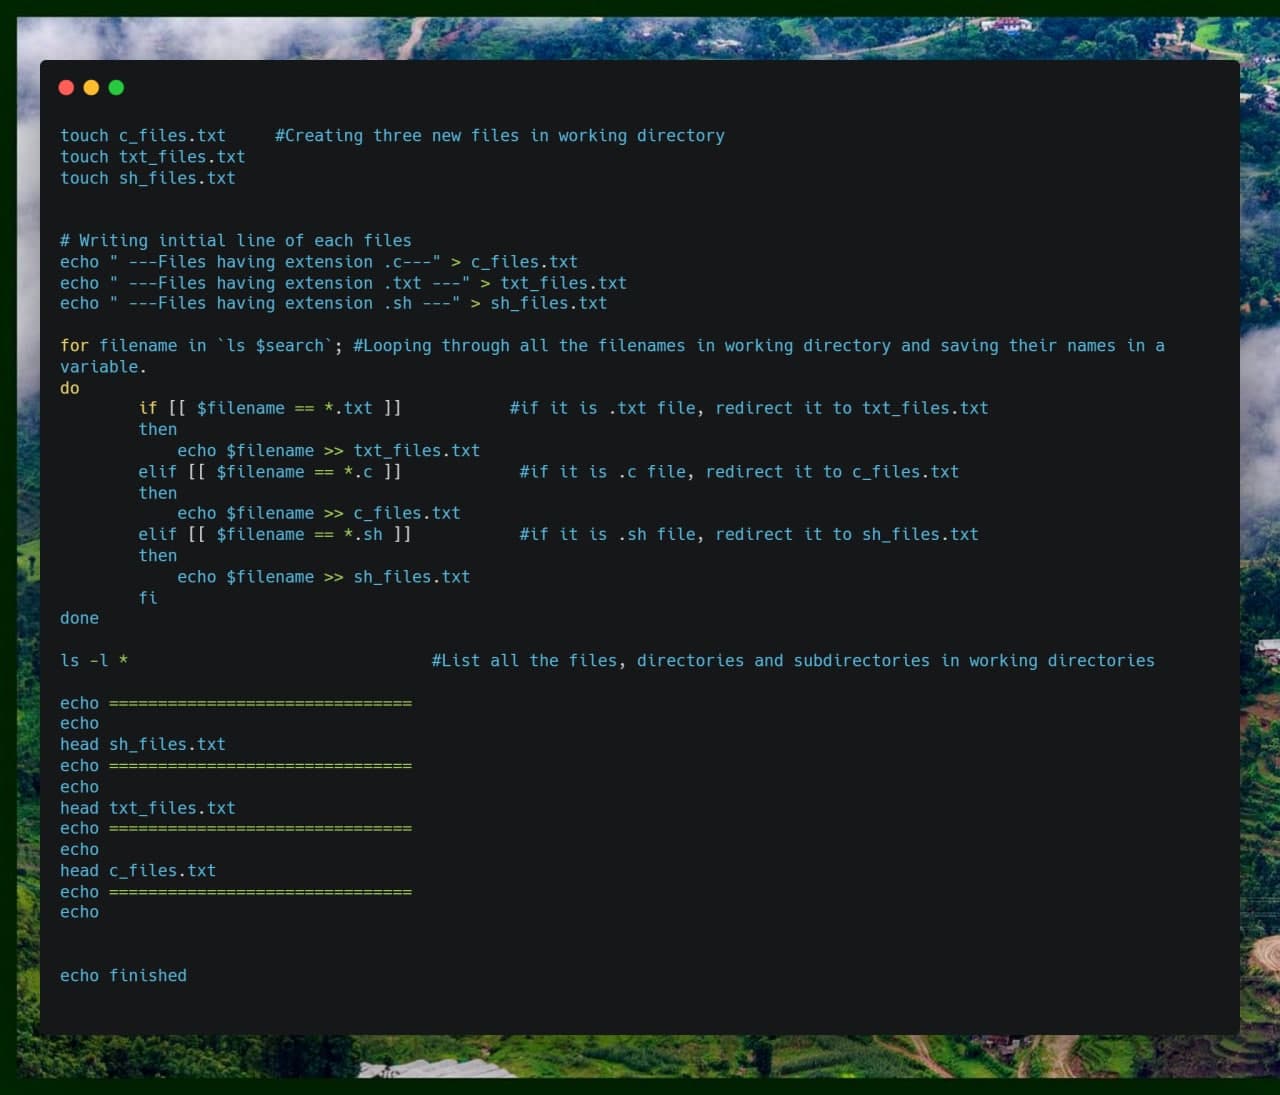 touch c_files.txt     #Creating three new files in working directory
touch txt_files.txt
touch sh_files.txt
# Writing initial line of each files
echo " ---Files having extension .c---" > c_files.txt
echo " ---Files having extension .txt ---" > txt_files.txt
echo " ---Files having extension .sh ---" > sh_files.txt
for filename in `ls $search`; #Looping through all the filenames in working directory and saving their names in a
variable.
do
        if [[ $filename == *.txt ]]           #if it is .txt file, redirect it to txt_files.txt
        then
            echo $filename >> txt_files.txt
        elif [[ $filename == *.c ]]            #if it is .c file, redirect it to c_files.txt
        then
            echo $filename >> c_files.txt
        elif [[ $filename == *.sh ]]           #if it is .sh file, redirect it to sh_files.txt
        then
            echo $filename >> sh_files.txt
        fi
done
ls -l *                               #List all the files, directories and subdirectories in working directories
echo ===============================
echo
head sh_files.txt
echo ===============================
echo
head txt_files.txt
echo ===============================
echo
head c_files.txt
echo ===============================
echo
echo finished